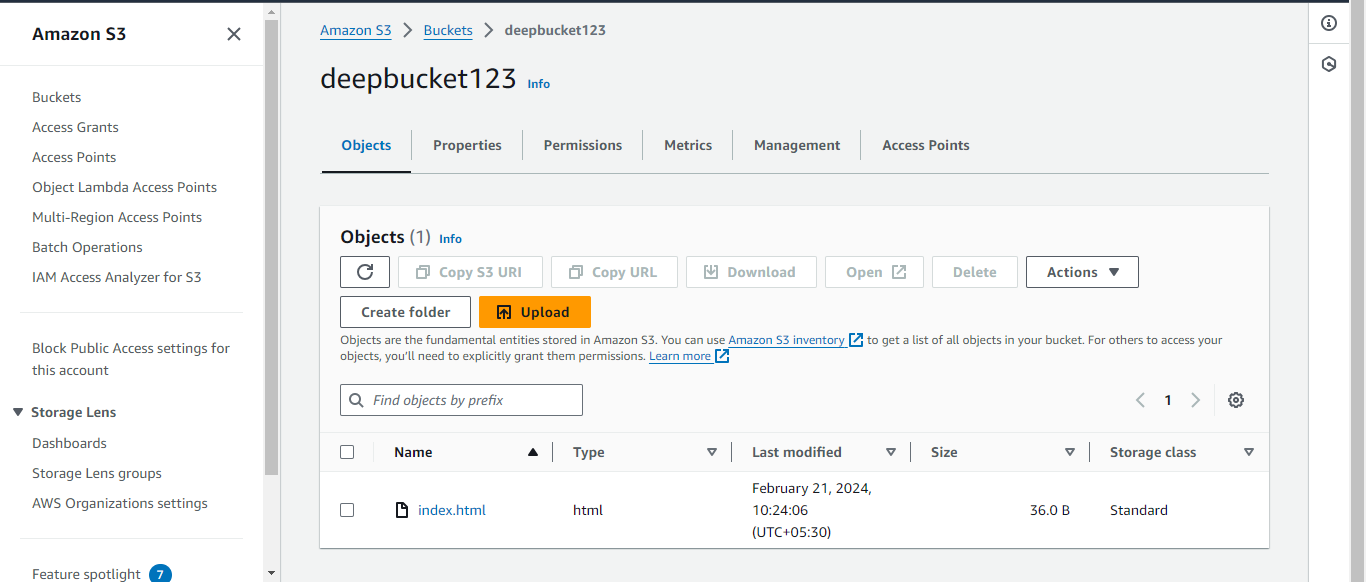 Amazon S3
Buckets
Access Grants
Access Points
Object Lambda Access Points
Multi-Region Access Points
Batch Operations
IAM Access Analyzer for S3
Block Public Access settings for
this account
Storage Lens
Dashboards
Storage Lens groups
AWS Organizations settings
Feature spotlight 7
Amazon S3 Buckets deepbucket123
deepbucket123 Info
Objects Properties Permissions Metrics Management Access Points
Objects (1) Info
Copy S3 URI Copy URL Download Open Delete Actions
Create folder Upload
Objects are the fundamental entities stored in Amazon S3. You can use Amazon S3 inventory to get a list of all objects in your bucket. For others to access your
objects, you'll need to explicitly grant them permissions. Learn more
Find objects by prefix 1
Name Type Last modified Size Storage class
index.html html February 21, 2024, 36.0 B Standard
10:24:06
(UTC+05:30)